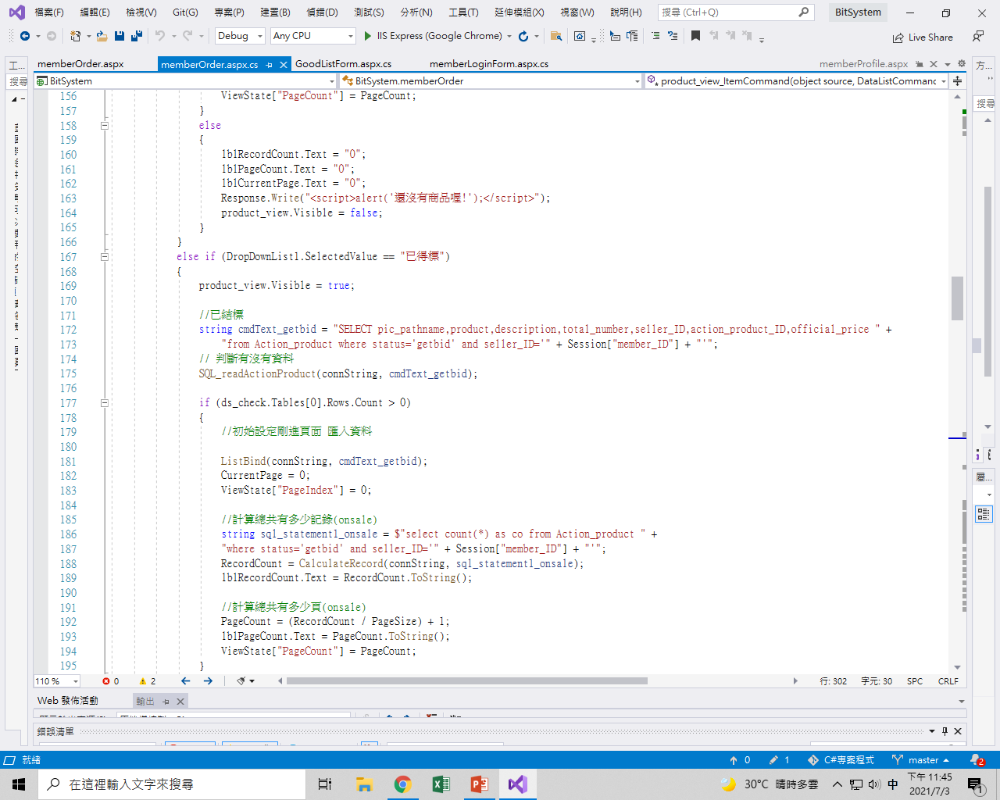 檔案(F) 編輯(E) 檢視(V) Git(G) 專案(P) 建置(B) 偵錯(D) 測試(S) 分析(N) 工具(T) 延伸模組(X) 視窗(W) 說明(H) 搜尋 (Ctrl+Q) BitSystem
Debug Any CPU IIS Express (Google Chrome) Live Share
工... memberOrder.aspx memberOrder.aspx.cs GoodListForm.aspx.cs memberLoginForm.aspx.cs memberProfile.aspx 方...
搜尋 BitSystem BitSystem.memberOrder product_view_ItemCommand(object source, DataListCommand
搜尋
156 ViewState["PageCount"] = PageCount;
157 }
158 else
159 {
160 lblRecordCount.Text = "0";
161 lblPageCount.Text = "0";
162 lblCurrentPage.Text = "0";
163 Response.Write("<script>alert('還沒有商品喔!');</script>");
164 product_view.Visible = false;
165 }
166 }
167 else if (DropDownList1.SelectedValue == "已得標")
168 {
169 product_view.Visible = true;
170
171 //已結標
172 string cmdText_getbid = "SELECT pic_pathname,product,description,total_number,seller_ID,action_product_ID,official_price " +
173 "from Action_product where status='getbid' and seller_ID='" + Session["member_ID"] + "'";
174 // 判斷有沒有資料
175 SQL_readActionProduct(connString, cmdText_getbid);
176
177 if (ds_check.Tables[0].Rows.Count > 0)
178 {
179 //初始設定剛進頁面 匯入資料
180
181 ListBind(connString, cmdText_getbid);
182 CurrentPage = 0;
183 ViewState["PageIndex"] = 0;
184
185 //計算總共有多少記錄(onsale)
186 string sql_statement1_onsale = $"select count(*) as co from Action_product " +
187 "where status='getbid' and seller_ID='" + Session["member_ID"] + "'";
188 RecordCount = CalculateRecord(connString, sql_statement1_onsale);
189 lblRecordCount.Text = RecordCount.ToString();
190
191 //計算總共有多少頁(onsale)
192 PageCount = (RecordCount / PageSize) + 1;
193 lblPageCount.Text = PageCount.ToString();
194 ViewState["PageCount"] = PageCount;
195 }
屬...
110 % 0 2 行: 302 字元: 30 SPC CRLF
Web 發佈活動 輸出
錯誤清單
就緒 0 1 C#專案程式 master 2
在這裡輸入文字來搜尋 30°C 晴時多雲 中 下午 11:45
2021/7/3 1